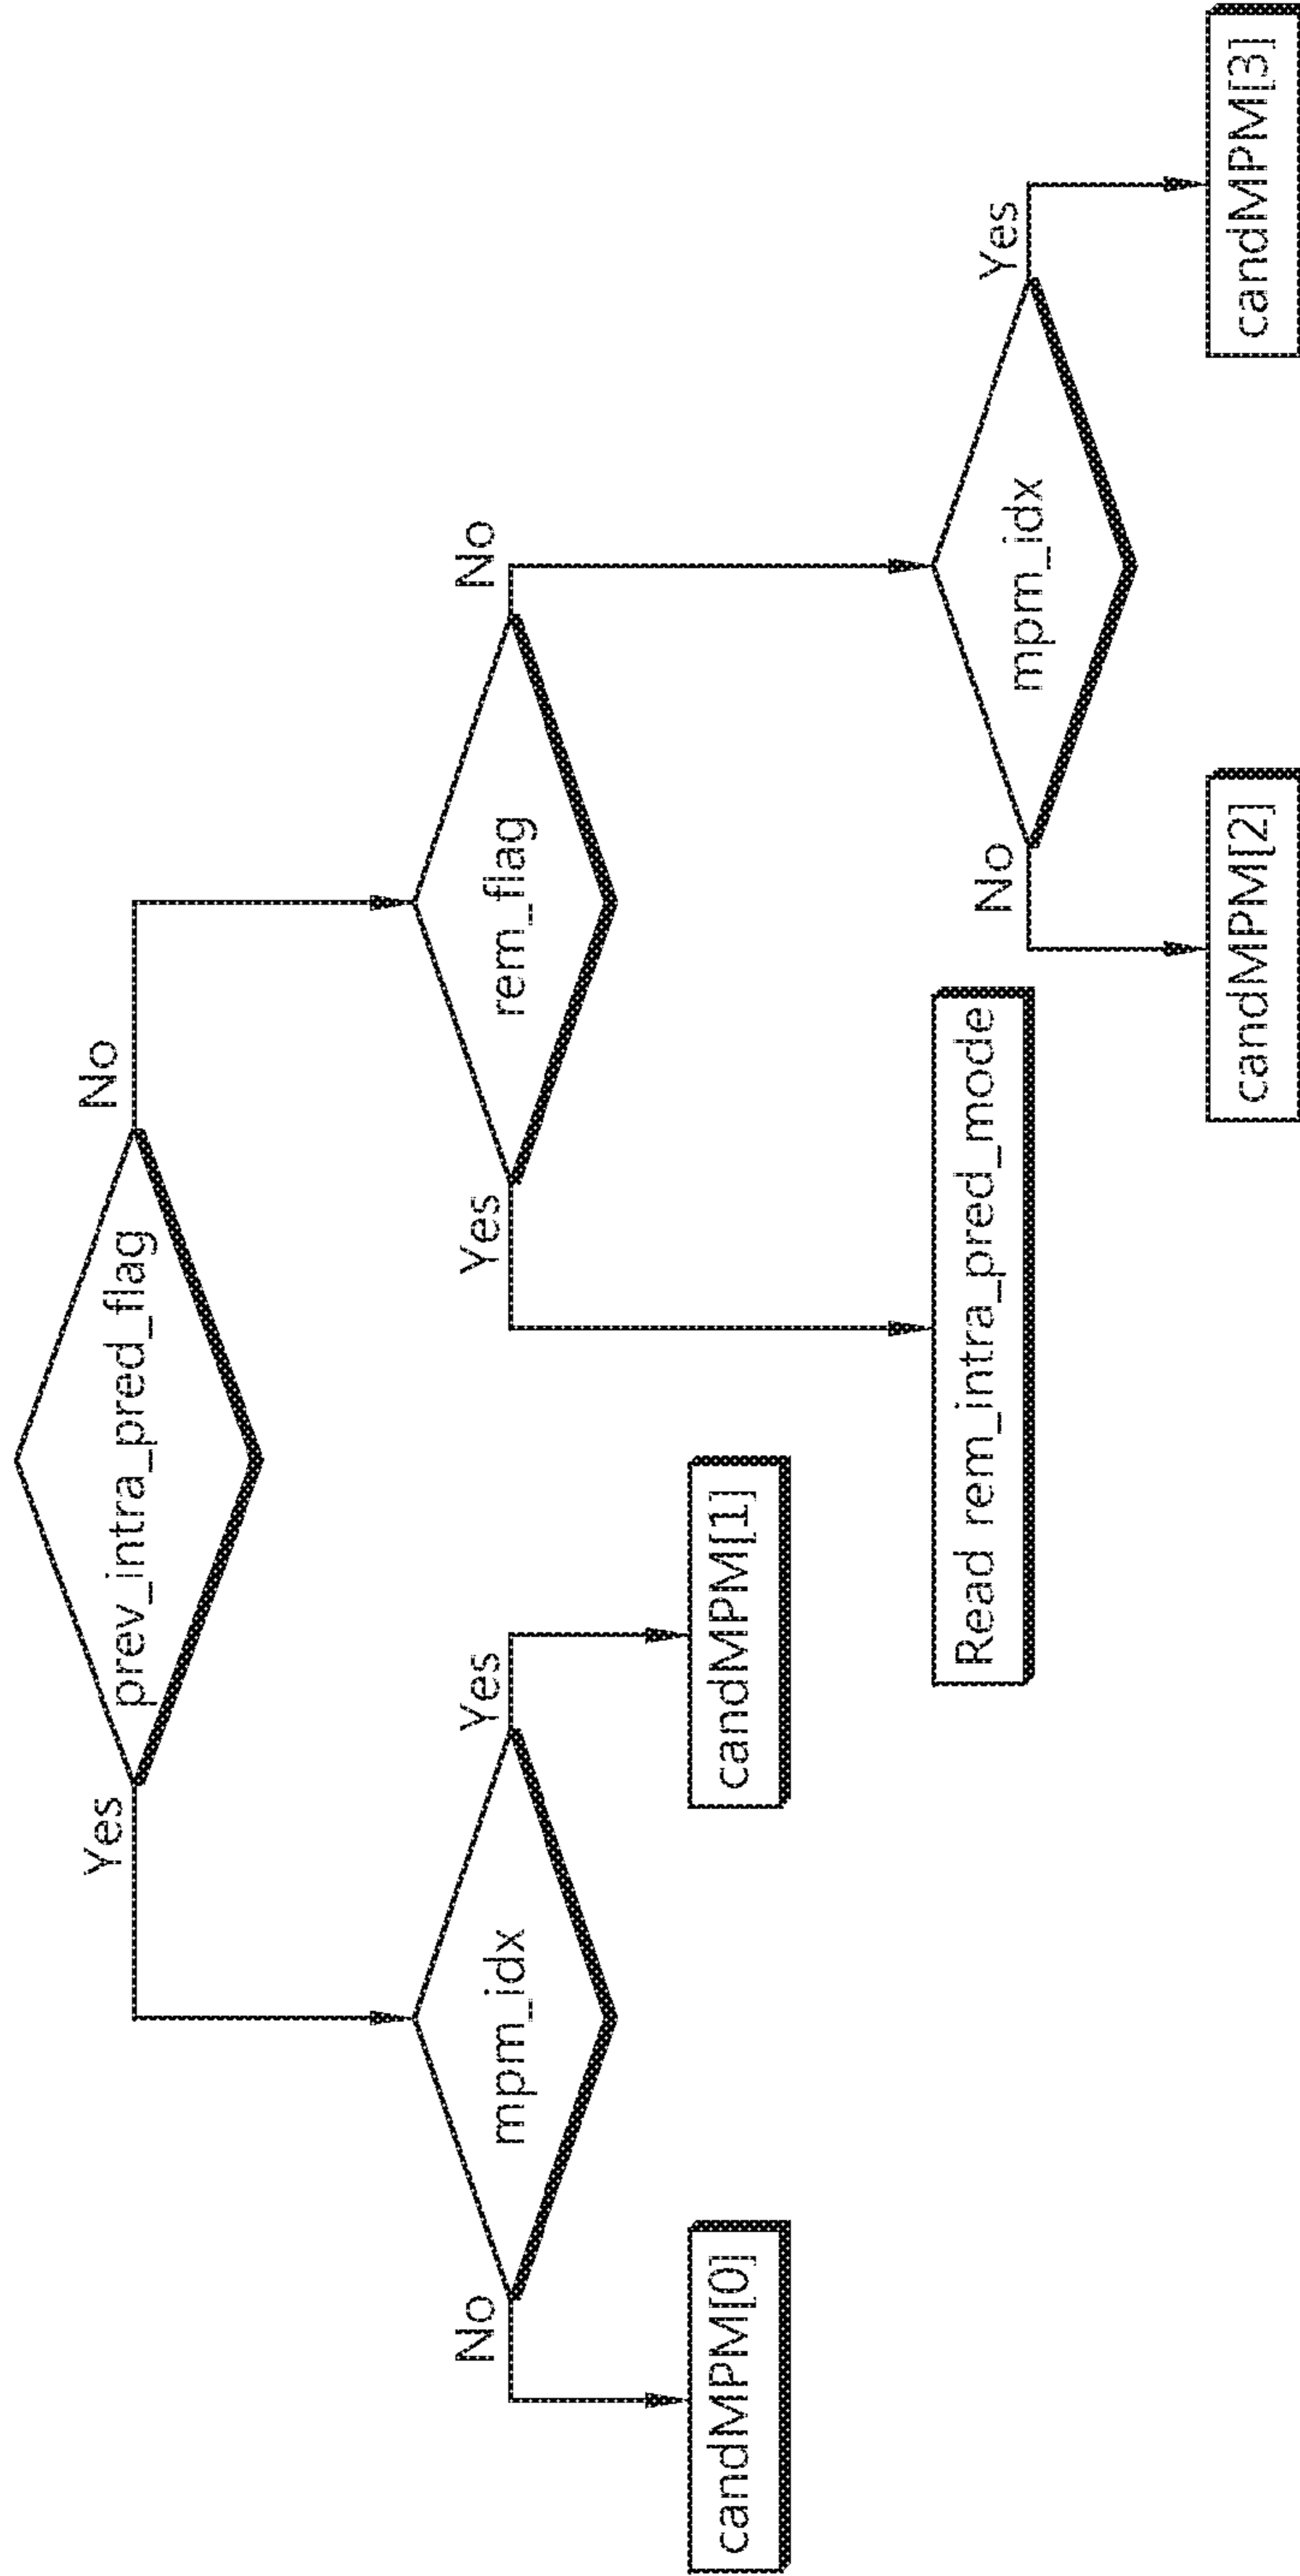 prev_intra_pred_flag
Yes
No
mpm_idx
rem_flag
No
Yes
Yes
No
candMPM[0]
candMPM[1]
Read rem_intra_pred_mode
mpm_idx
No
Yes
candMPM[2]
candMPM[3]